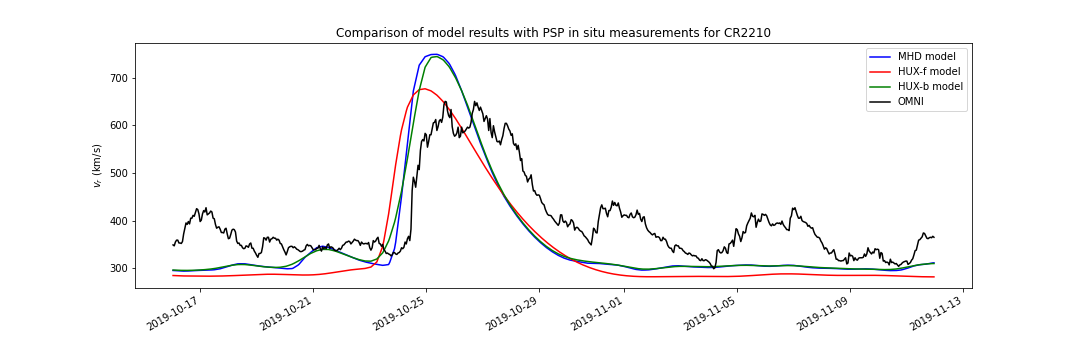 Comparison of model results with PSP in situ measurements for CR2210
MHD model
HUX-f model
HUX-b model
OMNI
700
600
500
400
300
v_r (km/s)
2019-10-17
2019-10-21
2019-10-25
2019-10-29
2019-11-01
2019-11-05
2019-11-09
2019-11-13